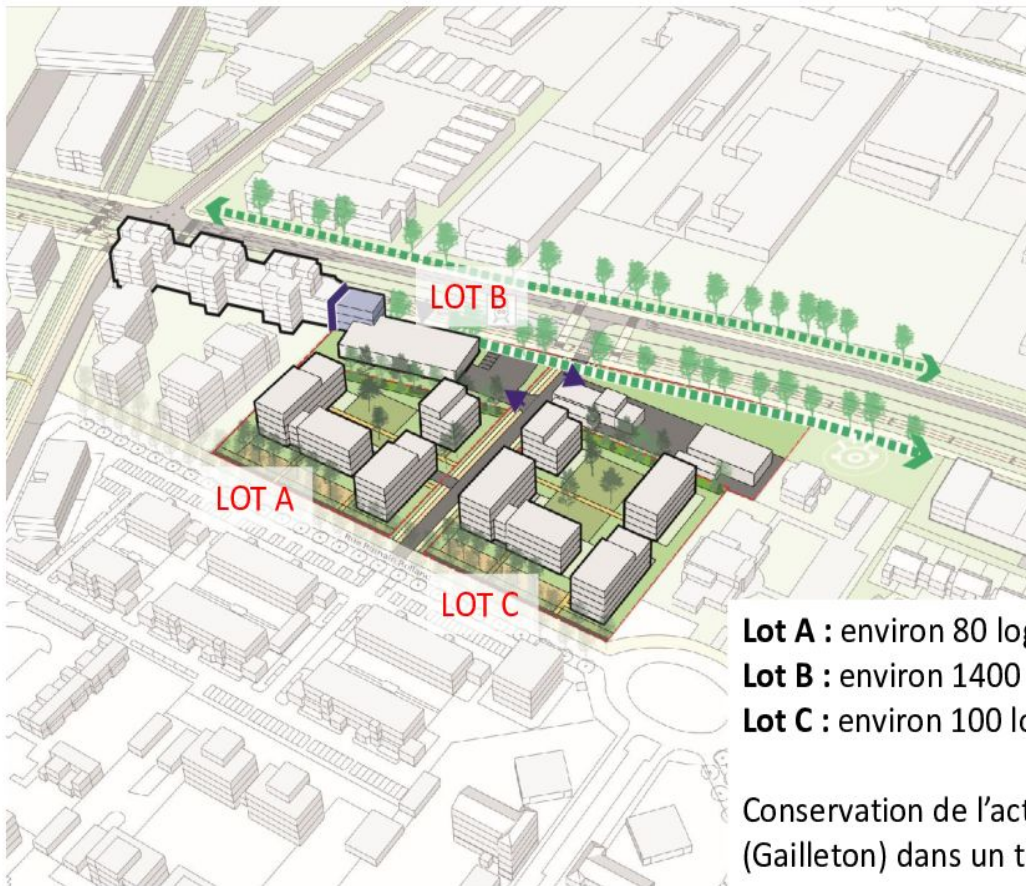 LOT B
LOT A
LOT C
Lot A : environ 80 log
Lot B : environ 1400
Lot C : environ 100 lo
Conservation de l’act
(Gailleton) dans un t